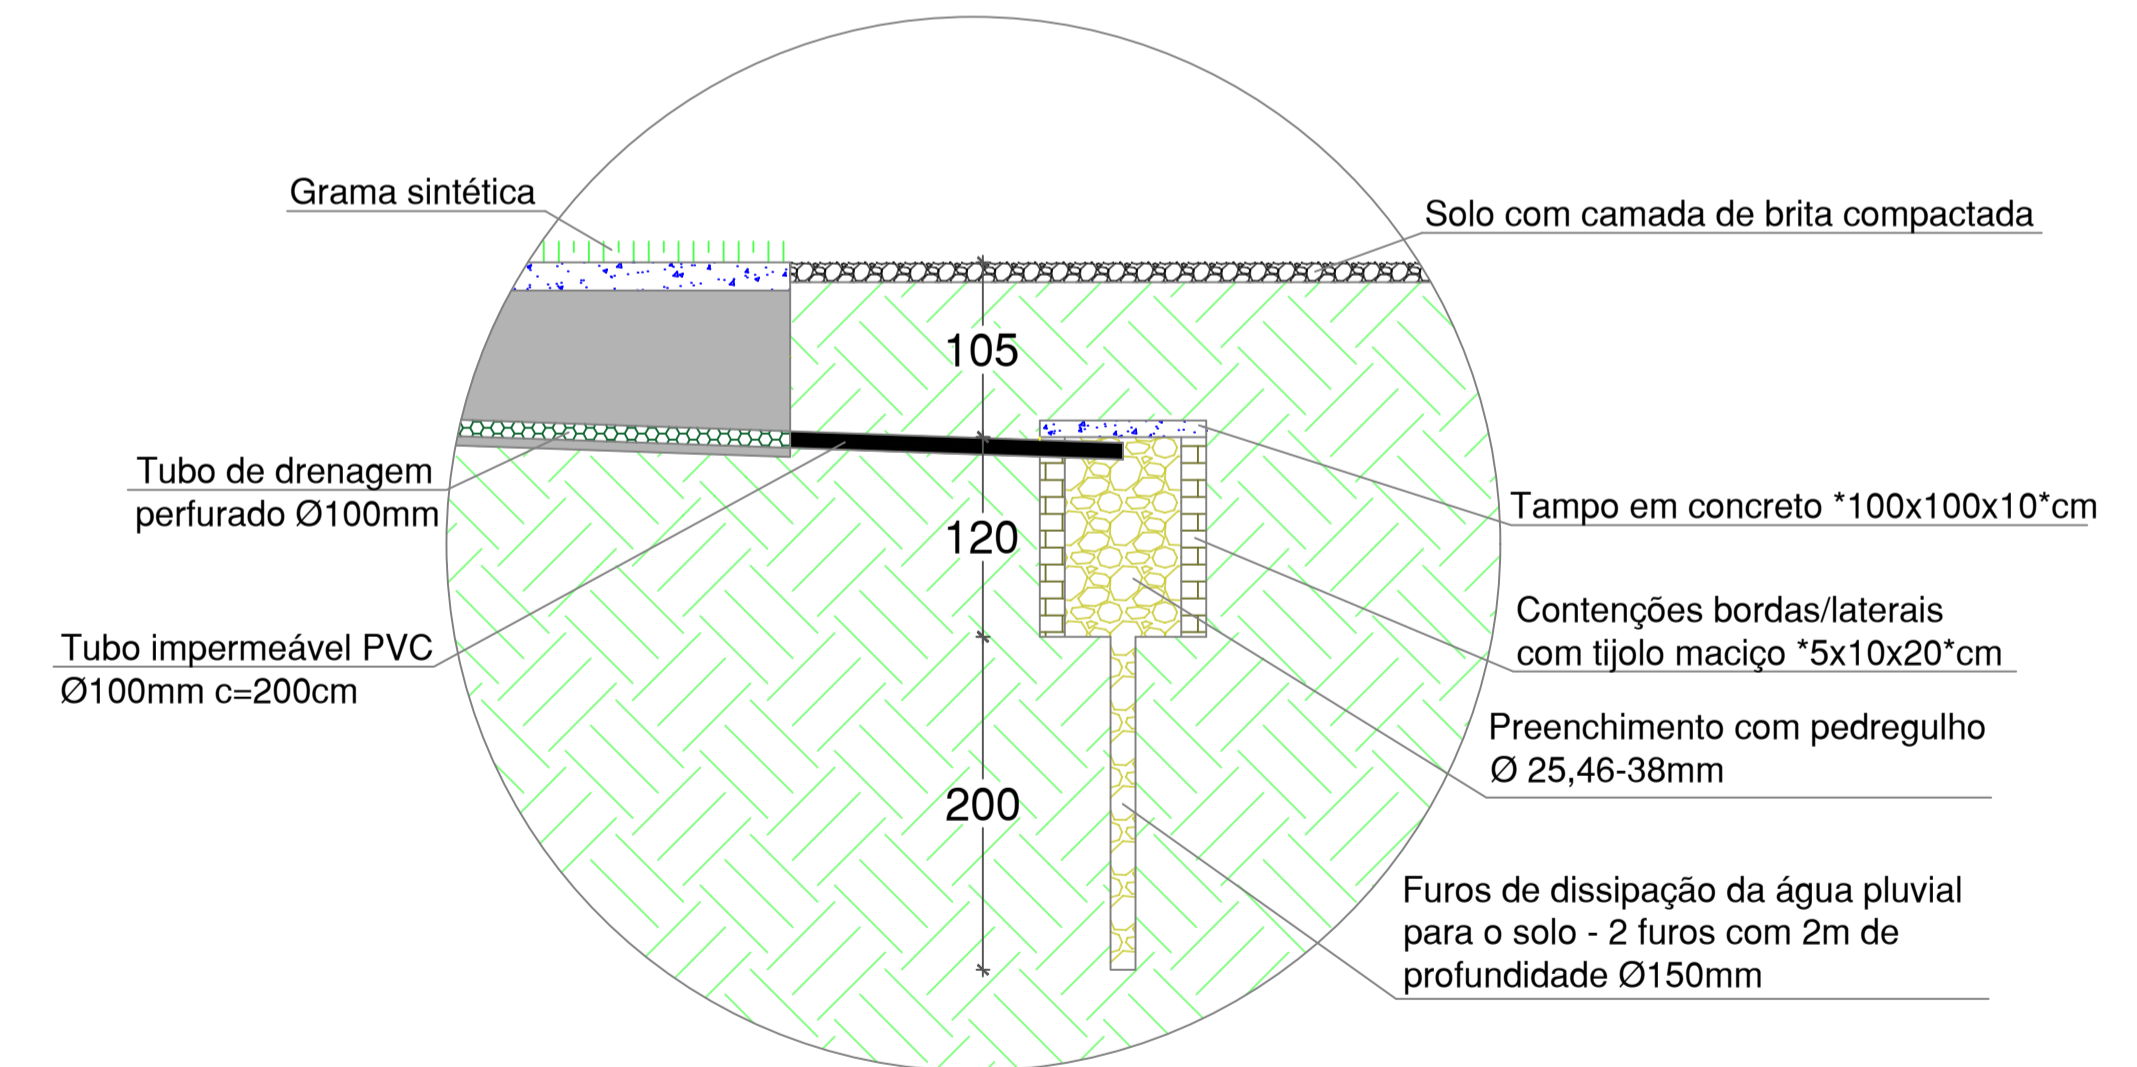 Grama sintética
Solo com camada de brita compactada
105
Tubo de drenagem
perfurado Ø100mm
Tampo em concreto *100x100x10*cm
120
Contenções bordas/laterais
com tijolo maciço *5x10x20*cm
Tubo impermeável PVC
Ø100mm c=200cm
Preenchimento com pedregulho
Ø 25,46-38mm
200
Furos de dissipação da água pluvial
para o solo - 2 furos com 2m de
profundidade Ø150mm